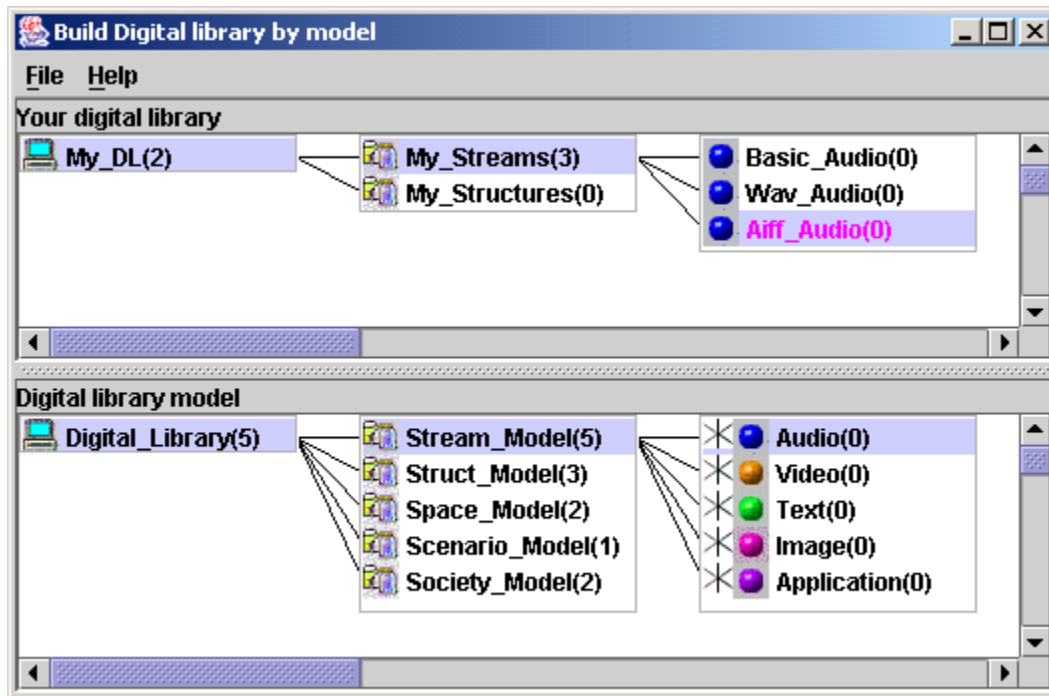 Build Digital library by model
File Help
Your digital library
My_DL(2)
My_Streams(3)
My_Structures(0)
Basic_Audio(0)
Wav_Audio(0)
Aiff_Audio(0)
Digital library model
Digital_Library(5)
Stream_Model(5)
Struct_Model(3)
Space_Model(2)
Scenario_Model(1)
Society_Model(2)
Audio(0)
Video(0)
Text(0)
Image(0)
Application(0)